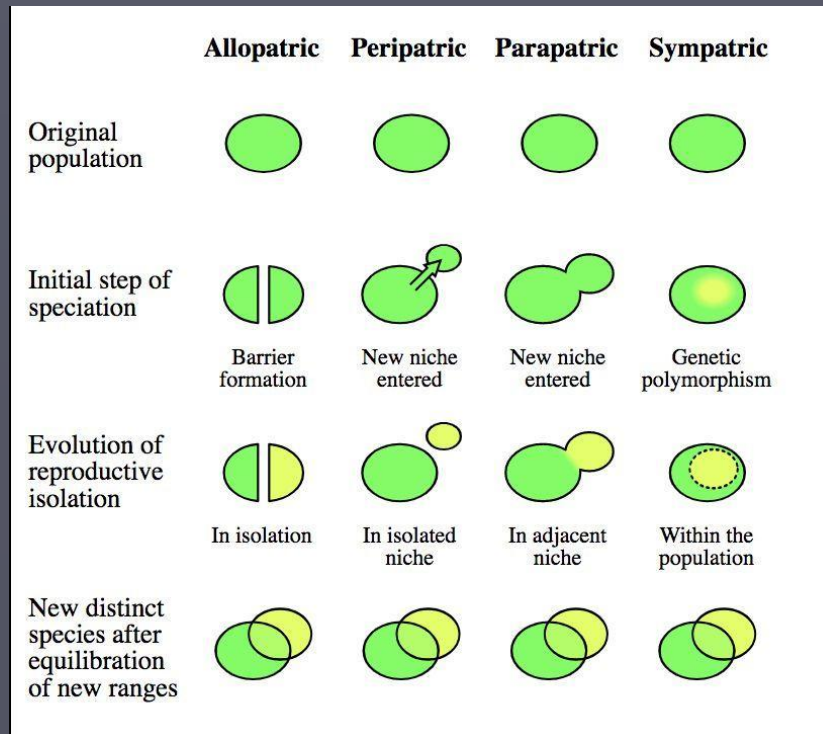 Allopatric Peripatric Parapatric Sympatric
Original
population
Initial step of
speciation
Barrier
formation
New niche
entered
New niche
entered
Genetic
polymorphism
Evolution of
reproductive
isolation
In isolation
In isolated
niche
In adjacent
niche
Within the
population
New distinct
species after
equilibration
of new ranges